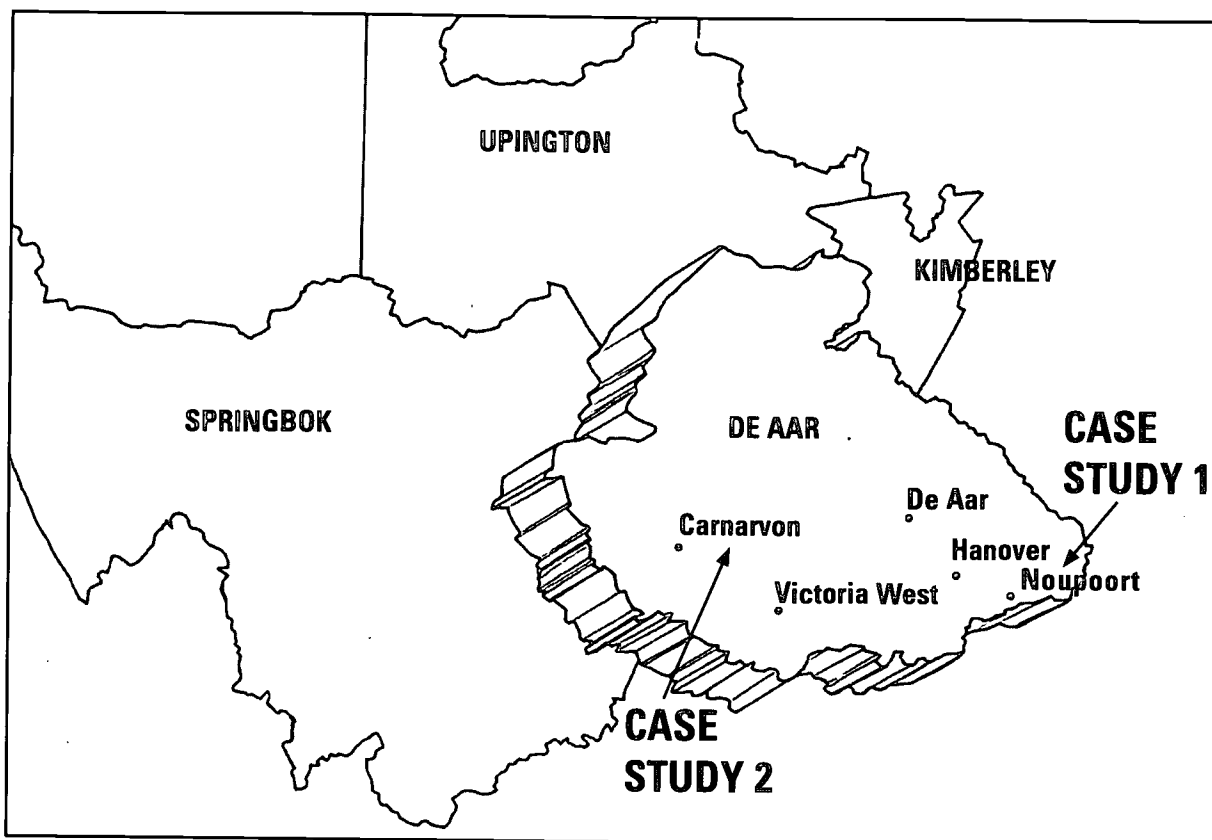 UPINGTON
KIMBERLEY
SPRINGBOK
DE AAR
CASE
STUDY 1
De Aar
Carnarvon
Hanover
Noupoort
Victoria West
CASE
STUDY 2